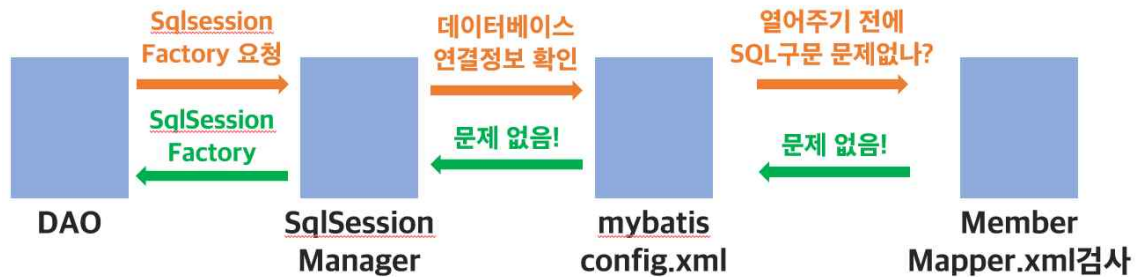 Sqlsession
Factory 요청
데이터베이스
연결정보 확인
열어주기 전에
SQL구문 문제없나?
SqlSession
Factory
문제 없음!
문제 없음!
DAO
SqlSession
Manager
mybatis
config.xml
Member
Mapper.xml검사